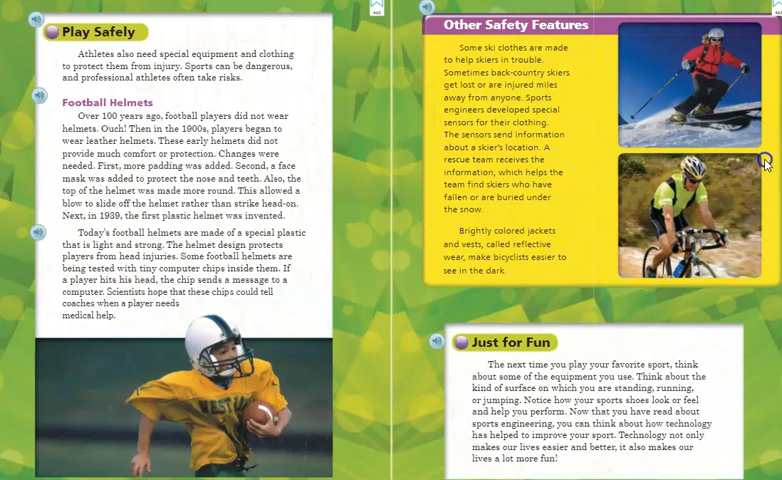 Play Safely
Athletes also need special equipment and clothing
to protect them from injury. Sports can be dangerous,
and professional athletes often take risks.
Football Helmets
Over 100 years ago, football players did not wear
helmets. Ouch! Then in the 1900s, players began to
wear leather helmets. These early helmets did not
provide much comfort or protection. Changes were
needed. First, more padding was added. Second, a face
mask was added to protect the nose and teeth. Also, the
top of the helmet was made more round. This allowed a
blow to slide off the helmet rather than strike head-on.
Next, in 1939, the first plastic helmet was invented.
Today's football helmets are made of a special plastic
that is light and strong. The helmet design protects
players from head injuries. Some football helmets are
being tested with tiny computer chips inside them. If
a player hits his head, the chip sends a message to a
computer. Scientists hope that these chips could tell
coaches when a player needs
medical help.
Other Safety Features
Some ski clothes are made
to help skiers in trouble.
Sometimes back-country skiers
get lost or are injured miles
away from anyone. Sports
engineers developed special
sensors for their clothing.
The sensors send information
about a skier's location. A
rescue team receives the
information, which helps the
team find skiers who have
fallen or are buried under
the snow.
Brightly colored jackets
and vests, called reflective
wear, make bicyclists easier to
see in the dark.
Just for Fun
The next time you play your favorite sport, think
about some of the equipment you use. Think about the
kind of surface on which you are standing, running,
or jumping. Notice how your sports shoes look or feel
and help you perform. Now that you have read about
sports engineering, you can think about how technology
has helped to improve your sport. Technology not only
makes our lives easier and better, it also makes our
lives a lot more fun!